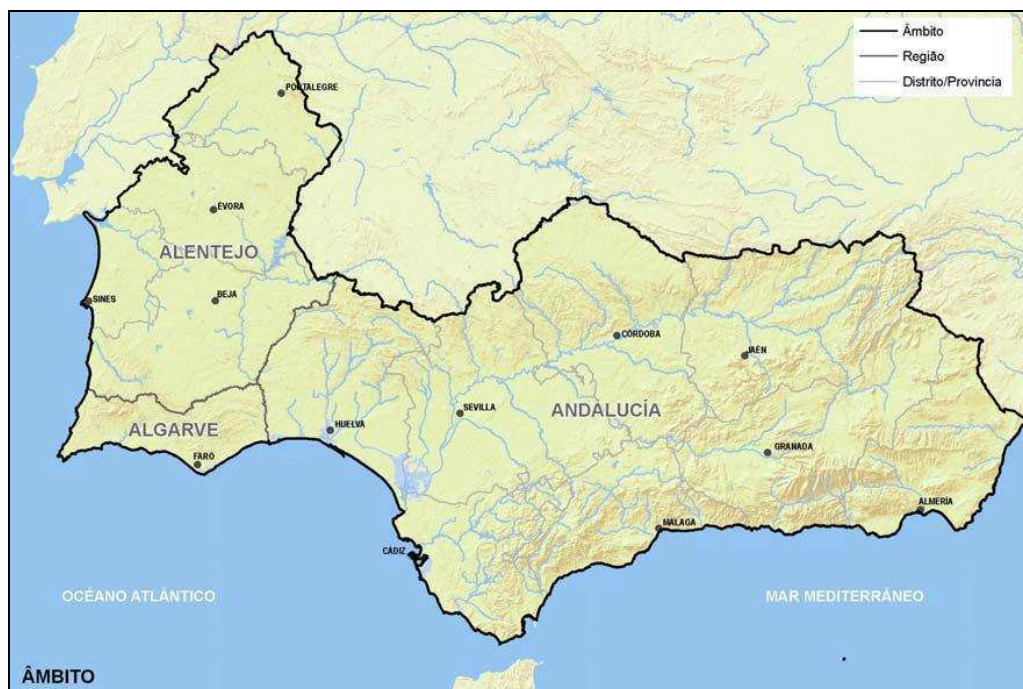 Âmbito
Região
Distrito/Provincia
PORTALEGRE
ÉVORA
ALENTEJO
SINES
BEJA
CÓRDOBA
JAÉN
SEVILLA
ANDALUCÍA
ALGARVE
HUELVA
FARO
GRANADA
ALMERÍA
MALAGA
CÁDIZ
OCÉANO ATLÁNTICO
MAR MEDITERRÁNEO
ÂMBITO